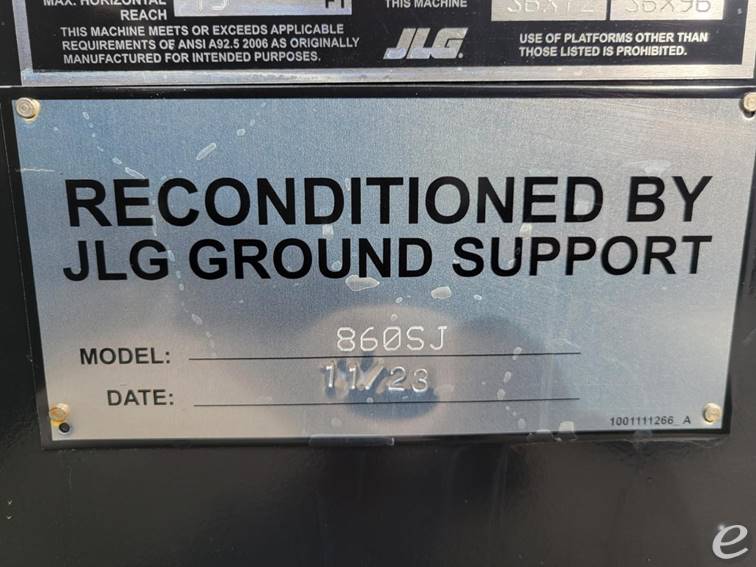 MAX. HORIZONTAL
REACH
FT
THIS MACHINE
36X72 36X96
THIS MACHINE MEETS OR EXCEEDS APPLICABLE
REQUIREMENTS OF ANSI A92.5 2006 AS ORIGINALLY
MANUFACTURED FOR INTENDED PURPOSES.
JLG
USE OF PLATFORMS OTHER THAN
THOSE LISTED IS PROHIBITED.
RECONDITIONED BY
JLG GROUND SUPPORT
MODEL: 860SJ
DATE: 11/23
1001111266_A
e